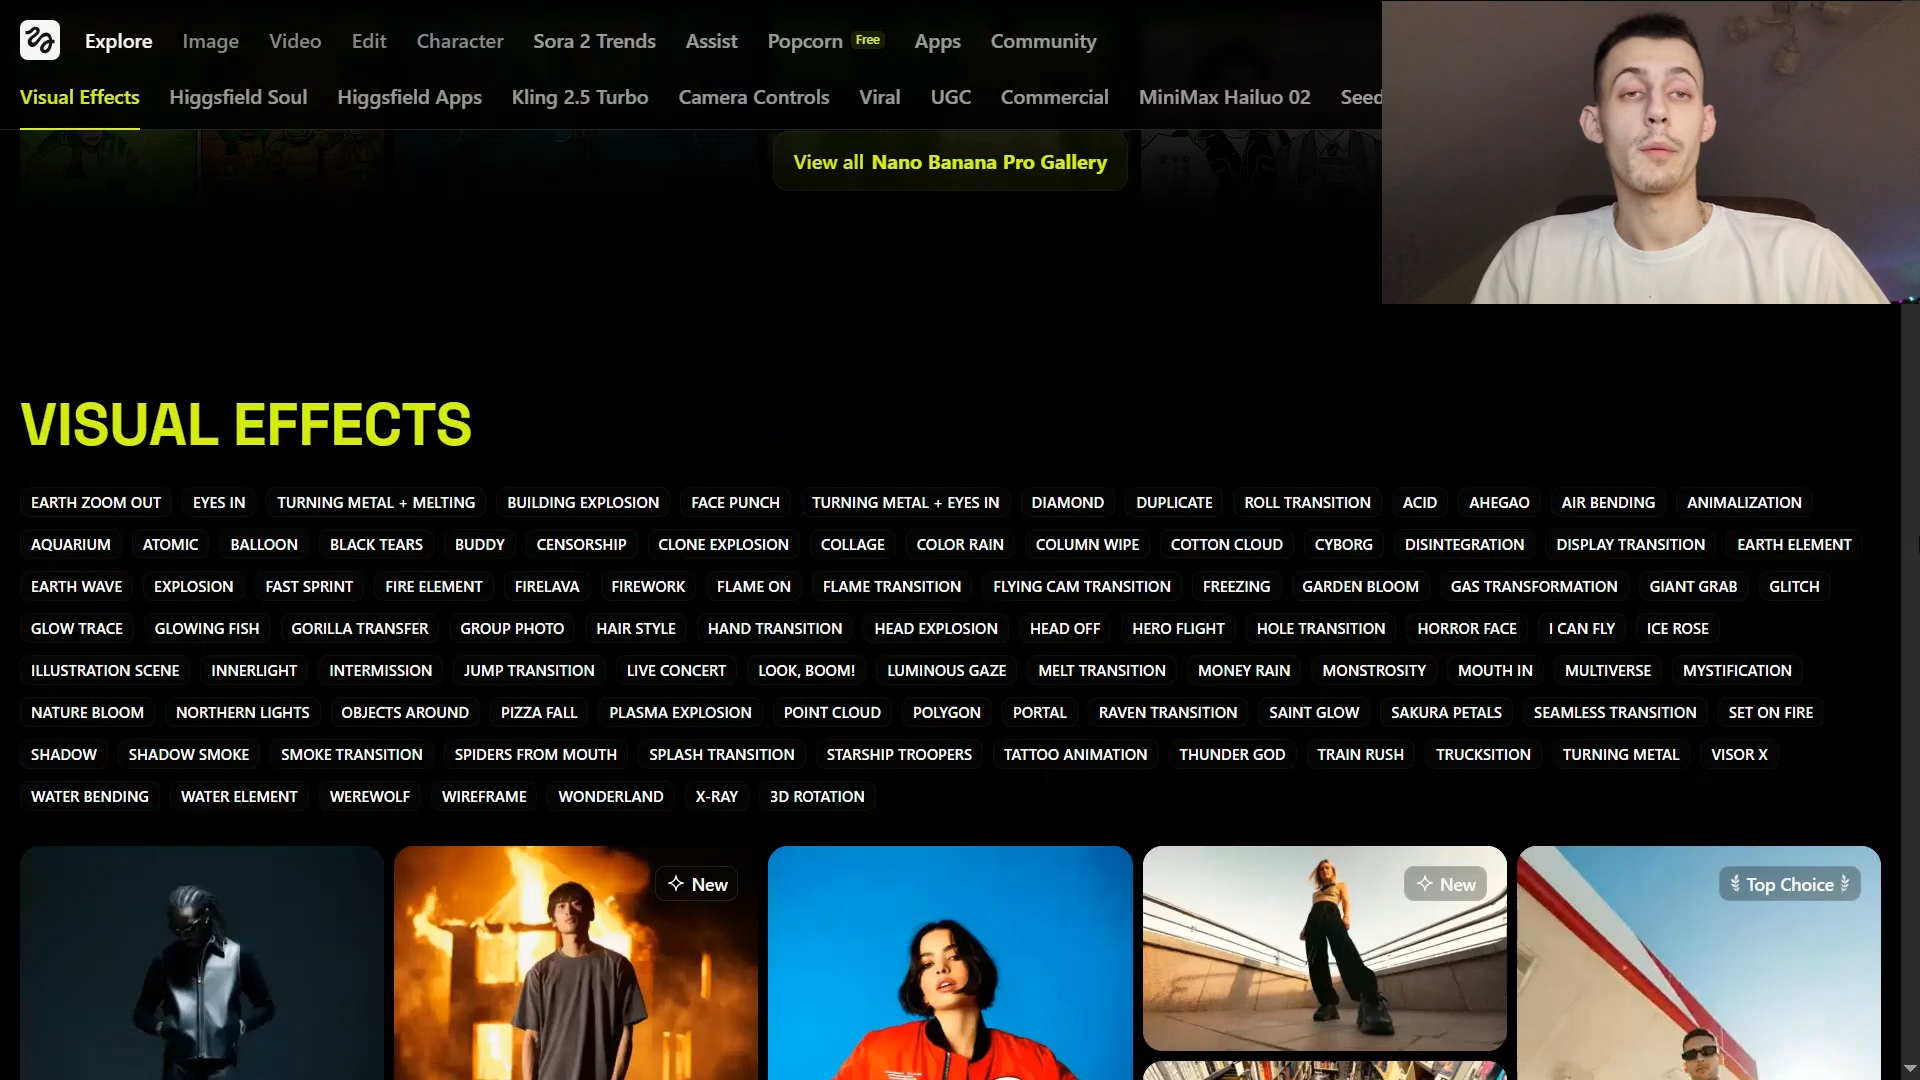 Explore Image Video Edit Character Sora 2 Trends Assist Popcorn Free Apps Community
Visual Effects Higgsfield Soul Higgsfield Apps Kling 2.5 Turbo Camera Controls Viral UGC Commercial MiniMax Hailuo 02 Seed
View all Nano Banana Pro Gallery
VISUAL EFFECTS
EARTH ZOOM OUT EYES IN TURNING METAL + MELTING BUILDING EXPLOSION FACE PUNCH TURNING METAL + EYES IN DIAMOND DUPLICATE ROLL TRANSITION ACID AHEGAO AIR BENDING ANIMALIZATION
AQUARIUM ATOMIC BALLOON BLACK TEARS BUDDY CENSORSHIP CLONE EXPLOSION COLLAGE COLOR RAIN COLUMN WIPE COTTON CLOUD CYBORG DISINTEGRATION DISPLAY TRANSITION EARTH ELEMENT
EARTH WAVE EXPLOSION FAST SPRINT FIRE ELEMENT FIRELAVA FIREWORK FLAME ON FLAME TRANSITION FLYING CAM TRANSITION FREEZING GARDEN BLOOM GAS TRANSFORMATION GIANT GRAB GLITCH
GLOW TRACE GLOWING FISH GORILLA TRANSFER GROUP PHOTO HAIR STYLE HAND TRANSITION HEAD EXPLOSION HEAD OFF HERO FLIGHT HOLE TRANSITION HORROR FACE I CAN FLY ICE ROSE
ILLUSTRATION SCENE INNERLIGHT INTERMISSION JUMP TRANSITION LIVE CONCERT LOOK, BOOM! LUMINOUS GAZE MELT TRANSITION MONEY RAIN MONSTROSITY MOUTH IN MULTIVERSE MYSTIFICATION
NATURE BLOOM NORTHERN LIGHTS OBJECTS AROUND PIZZA FALL PLASMA EXPLOSION POINT CLOUD POLYGON PORTAL RAVEN TRANSITION SAINT GLOW SAKURA PETALS SEAMLESS TRANSITION SET ON FIRE
SHADOW SHADOW SMOKE SMOKE TRANSITION SPIDERS FROM MOUTH SPLASH TRANSITION STARSHIP TROOPERS TATTOO ANIMATION THUNDER GOD TRAIN RUSH TRUCKSITION TURNING METAL VISOR X
WATER BENDING WATER ELEMENT WEREWOLF WIREFRAME WONDERLAND X-RAY 3D ROTATION
New New Top Choice